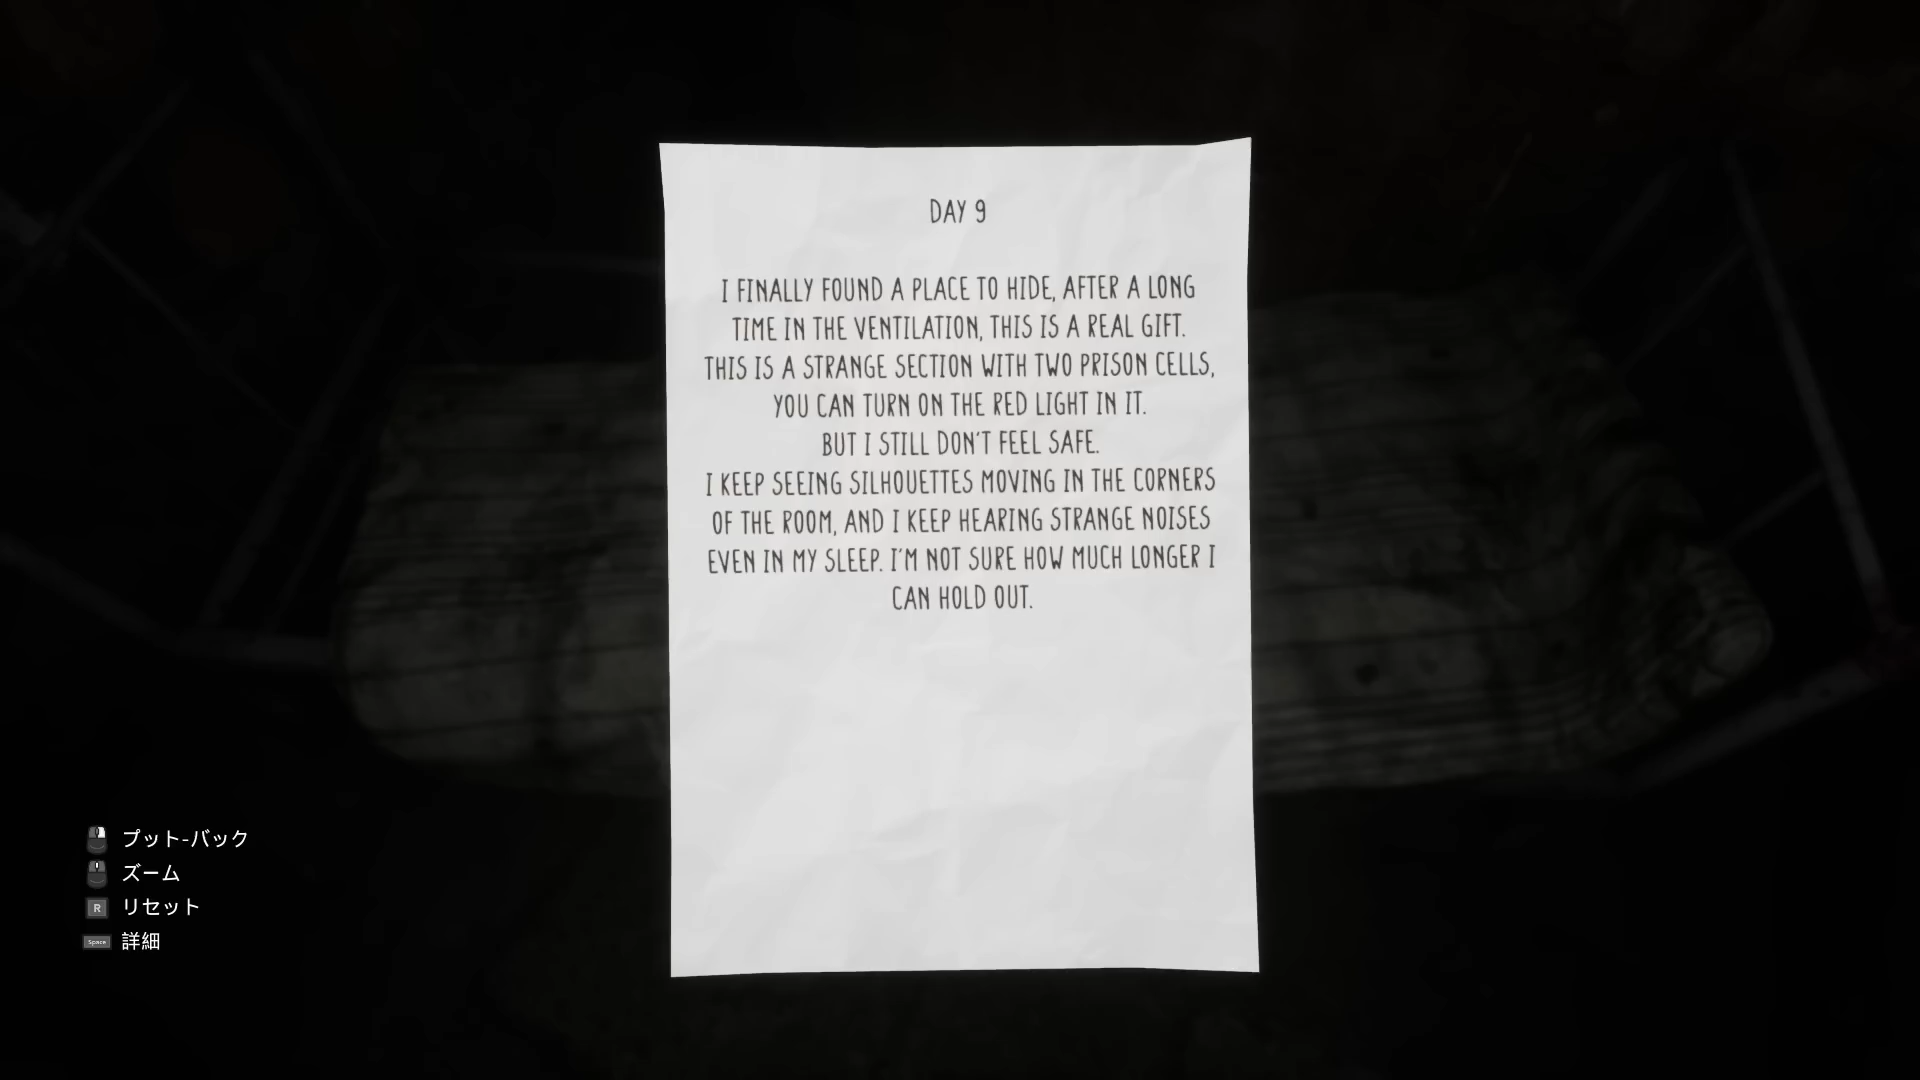 DAY 9
I FINALLY FOUND A PLACE TO HIDE, AFTER A LONG
TIME IN THE VENTILATION, THIS IS A REAL GIFT.
THIS IS A STRANGE SECTION WITH TWO PRISON CELLS,
YOU CAN TURN ON THE RED LIGHT IN IT.
BUT I STILL DON'T FEEL SAFE.
I KEEP SEEING SILHOUETTES MOVING IN THE CORNERS
OF THE ROOM, AND I KEEP HEARING STRANGE NOISES
EVEN IN MY SLEEP. I'M NOT SURE HOW MUCH LONGER I
CAN HOLD OUT.
プット-バック
ズーム
R リセット
Space 詳細